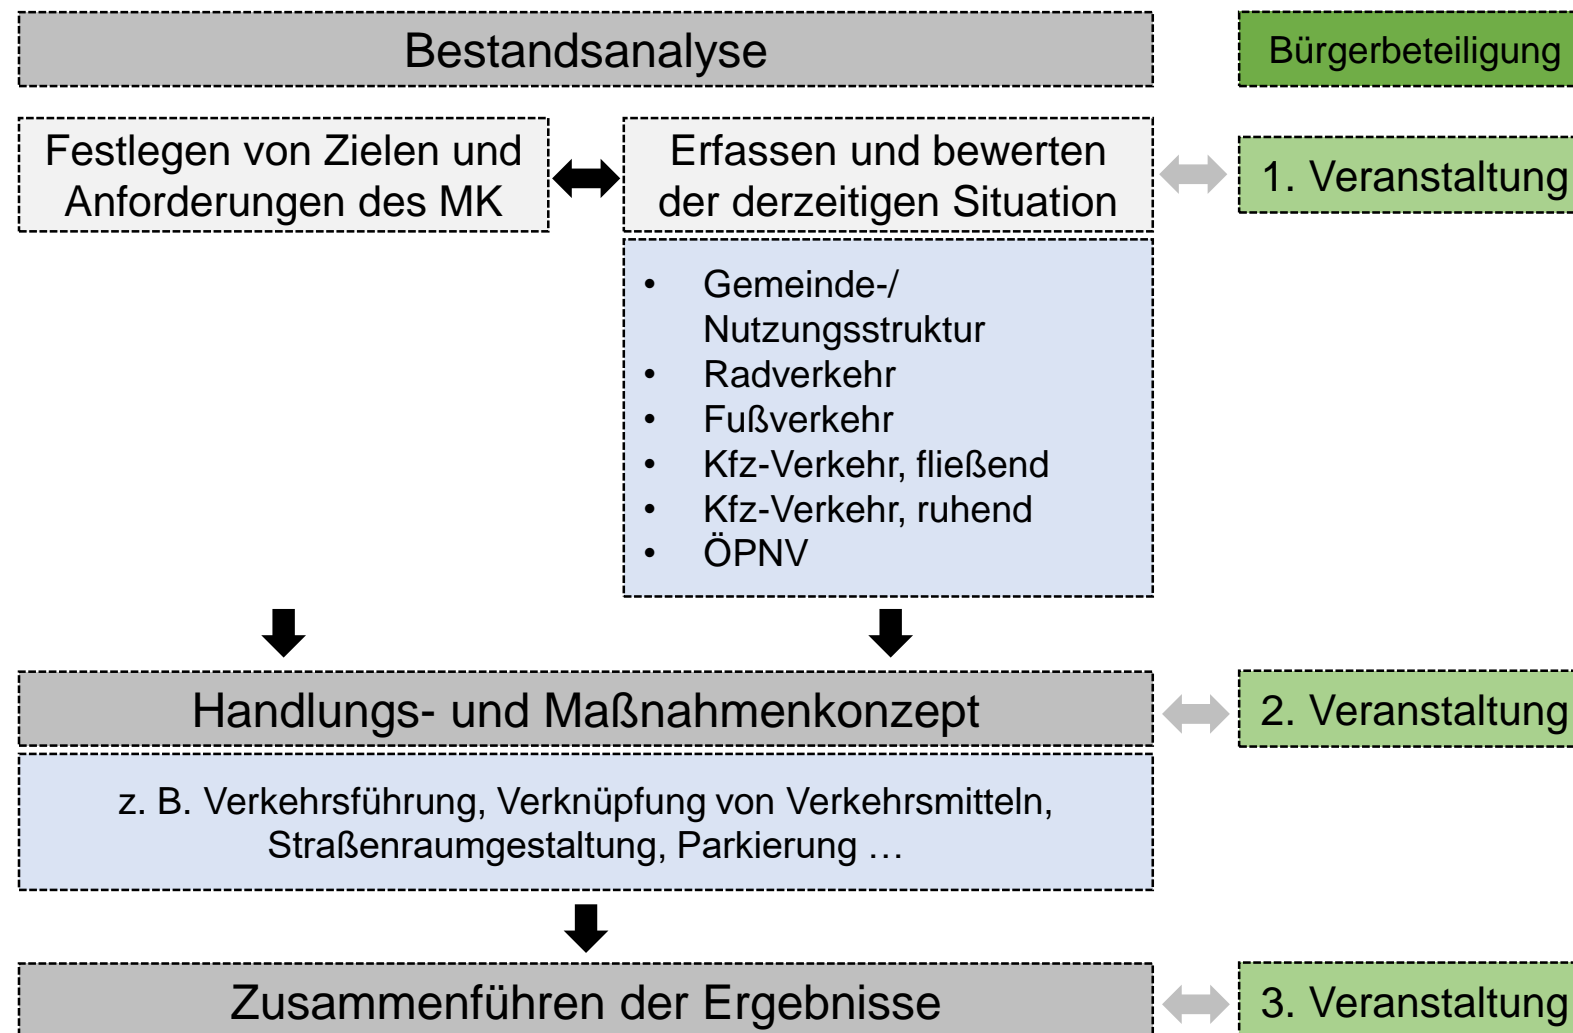 Bestandsanalyse
Bürgerbeteiligung
Festlegen von Zielen und
Anforderungen des MK
Erfassen und bewerten
der derzeitigen Situation
1. Veranstaltung
• Gemeinde-/
Nutzungsstruktur
• Radverkehr
• Fußverkehr
• Kfz-Verkehr, fließend
• Kfz-Verkehr, ruhend
• ÖPNV
Handlungs- und Maßnahmenkonzept
2. Veranstaltung
z. B. Verkehrsführung, Verknüpfung von Verkehrsmitteln,
Straßenraumgestaltung, Parkierung …
Zusammenführen der Ergebnisse
3. Veranstaltung